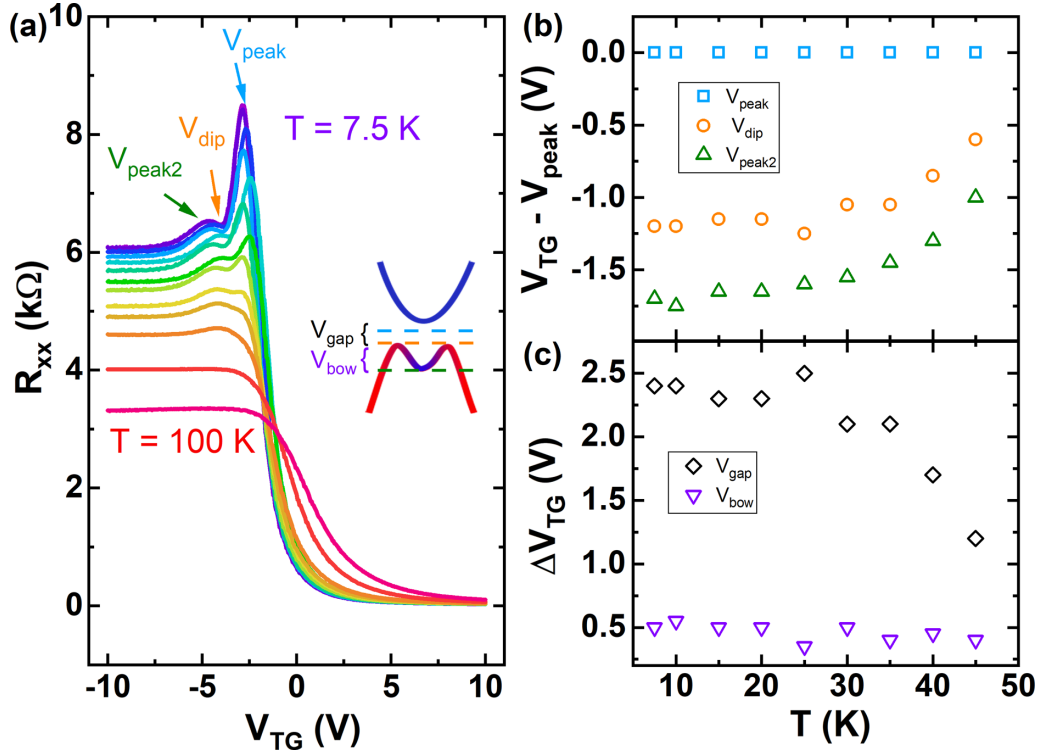 (a)
V_peak
T = 7.5 K
V_dip
V_peak2
V_gap {
V_bow {
T = 100 K
R_xx (kΩ)
10
8
6
4
2
0
-10
-5
0
5
10
V_TG (V)
(b)
V_TG - V_peak (V)
0.0
-0.5
-1.0
-1.5
V_peak
V_dip
V_peak2
(c)
ΔV_TG (V)
2.5
2.0
1.5
1.0
0.5
V_gap
V_bow
10
20
30
40
50
T (K)